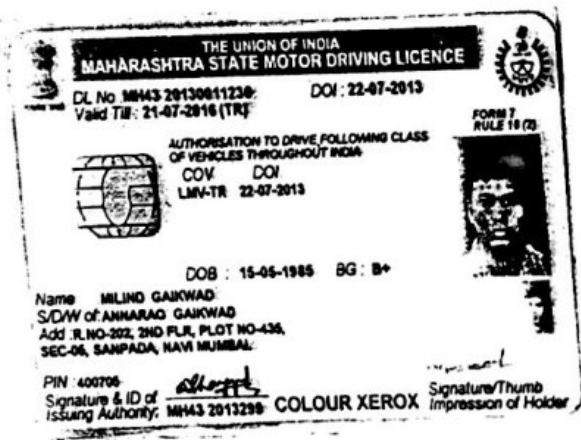 THE UNION OF INDIA
MAHARASHTRA STATE MOTOR DRIVING LICENCE
DL No MH43 20130011230 DOI : 22-07-2013
Valid Till : 21-07-2016 (TR)
FORM 7
RULE 16 (2)
AUTHORISATION TO DRIVE FOLLOWING CLASS
OF VEHICLES THROUGHOUT INDIA
COV DOI
LMV-TR 22-07-2013
DOB : 15-05-1985 BG : B+
Name MILIND GAIKWAD
S/D/W of ANNARAO GAIKWAD
Add R.NO-202, 2ND FLR, PLOT NO-435,
SEC-06, SANPADA, NAVI MUMBAI.
PIN : 400705
Signature & ID of
Issuing Authority: MH43 2013299 COLOUR XEROX
Signature/Thumb
Impression of Holder